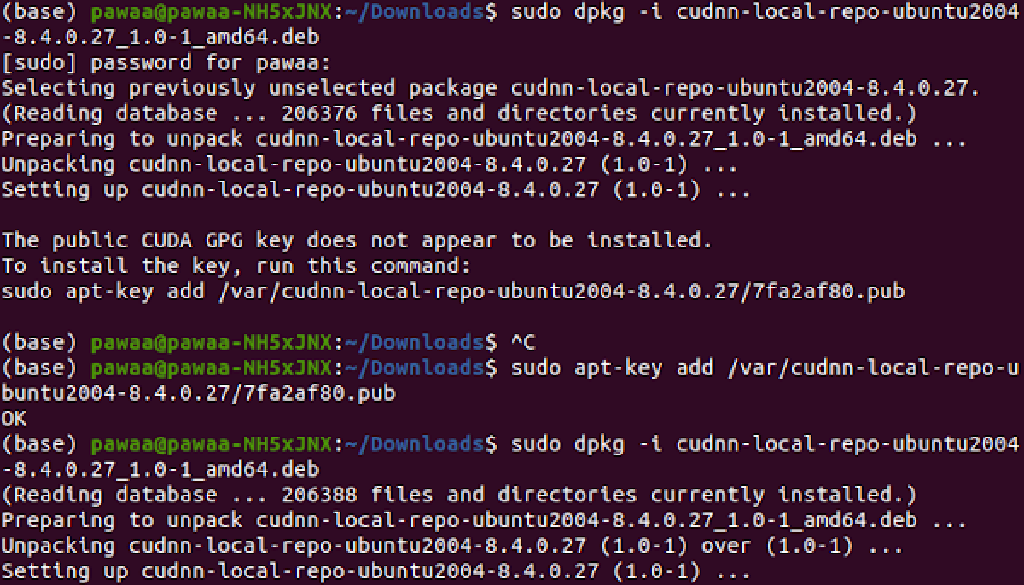 (base) pawaa@pawaa-NH5xJNX:~/Downloads$ sudo dpkg -i cudnn-local-repo-ubuntu2004
-8.4.0.27_1.0-1_amd64.deb
[sudo] password for pawaa:
Selecting previously unselected package cudnn-local-repo-ubuntu2004-8.4.0.27.
(Reading database ... 206376 files and directories currently installed.)
Preparing to unpack cudnn-local-repo-ubuntu2004-8.4.0.27_1.0-1_amd64.deb ...
Unpacking cudnn-local-repo-ubuntu2004-8.4.0.27 (1.0-1) ...
Setting up cudnn-local-repo-ubuntu2004-8.4.0.27 (1.0-1) ...
The public CUDA GPG key does not appear to be installed.
To install the key, run this command:
sudo apt-key add /var/cudnn-local-repo-ubuntu2004-8.4.0.27/7fa2af80.pub
(base) pawaa@pawaa-NH5xJNX:~/Downloads$ ^C
(base) pawaa@pawaa-NH5xJNX:~/Downloads$ sudo apt-key add /var/cudnn-local-repo-u
buntu2004-8.4.0.27/7fa2af80.pub
OK
(base) pawaa@pawaa-NH5xJNX:~/Downloads$ sudo dpkg -i cudnn-local-repo-ubuntu2004
-8.4.0.27_1.0-1_amd64.deb
(Reading database ... 206388 files and directories currently installed.)
Preparing to unpack cudnn-local-repo-ubuntu2004-8.4.0.27_1.0-1_amd64.deb ...
Unpacking cudnn-local-repo-ubuntu2004-8.4.0.27 (1.0-1) over (1.0-1) ...
Setting up cudnn-local-repo-ubuntu2004-8.4.0.27 (1.0-1) ...